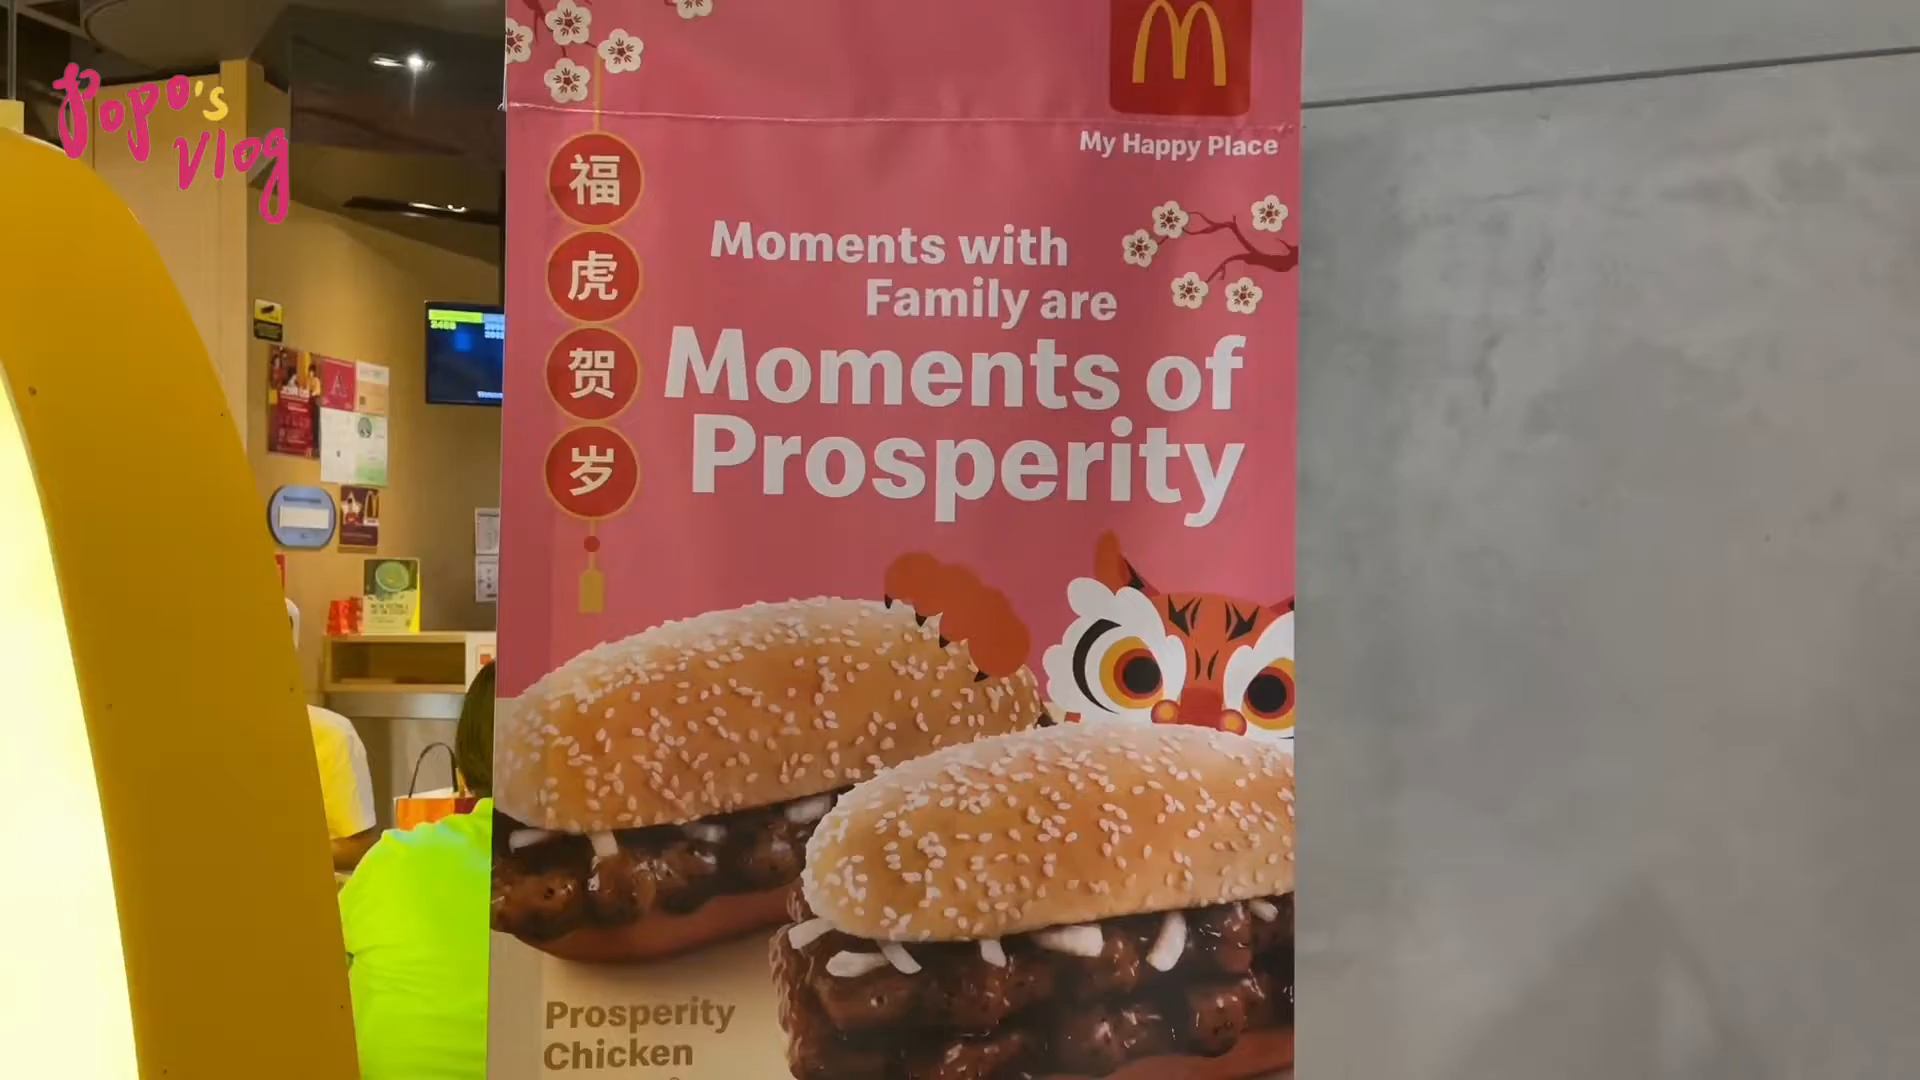 Popo's
Vlog
M
My Happy Place
福
虎
贺
岁
Moments with
Family are
Moments of
Prosperity
Prosperity
Chicken